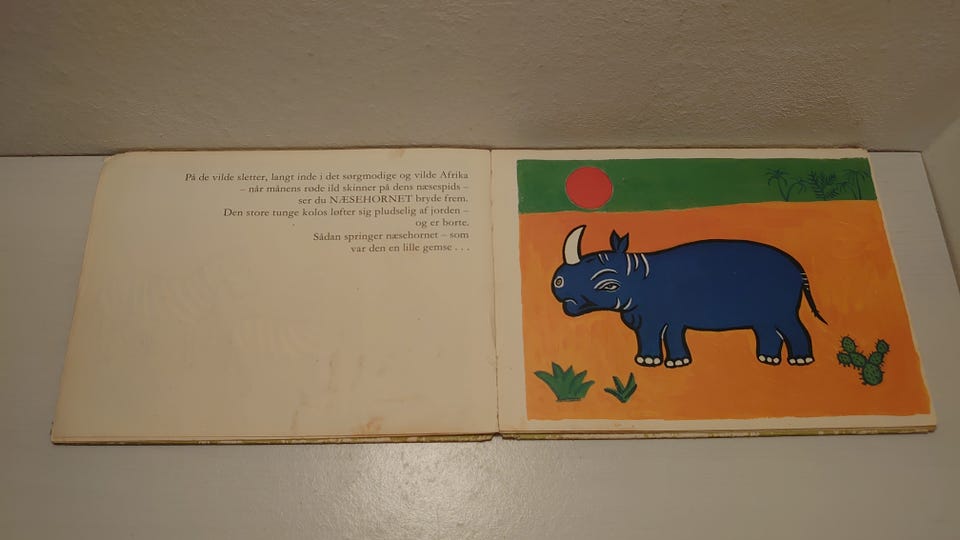 På de vilde sletter, langt inde i det sørgmodige og vilde Afrika
– når månens røde ild skinner på dens næsespids –
ser du NÆSEHORNET bryde frem.
Den store tunge kolos løfter sig pludselig af jorden –
og er borte.
Sådan springer næsehornet – som
var den en lille gemse . . .